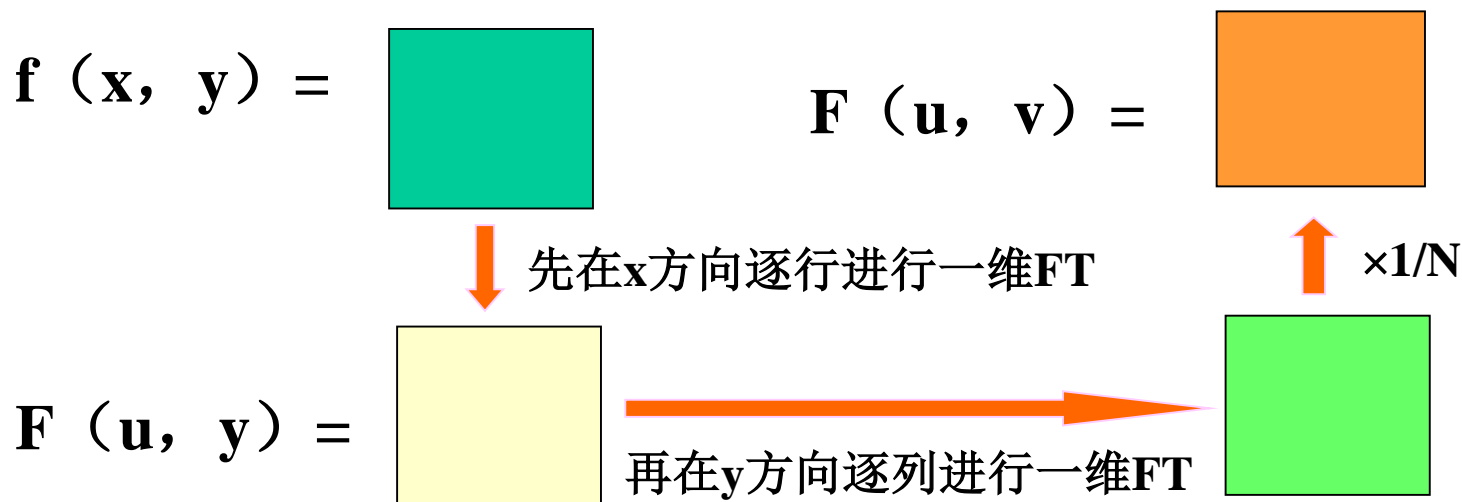 f（x，y）=
F（u，v）=
先在x方向逐行进行一维FT
×1/N
F（u，y）=
再在y方向逐列进行一维FT